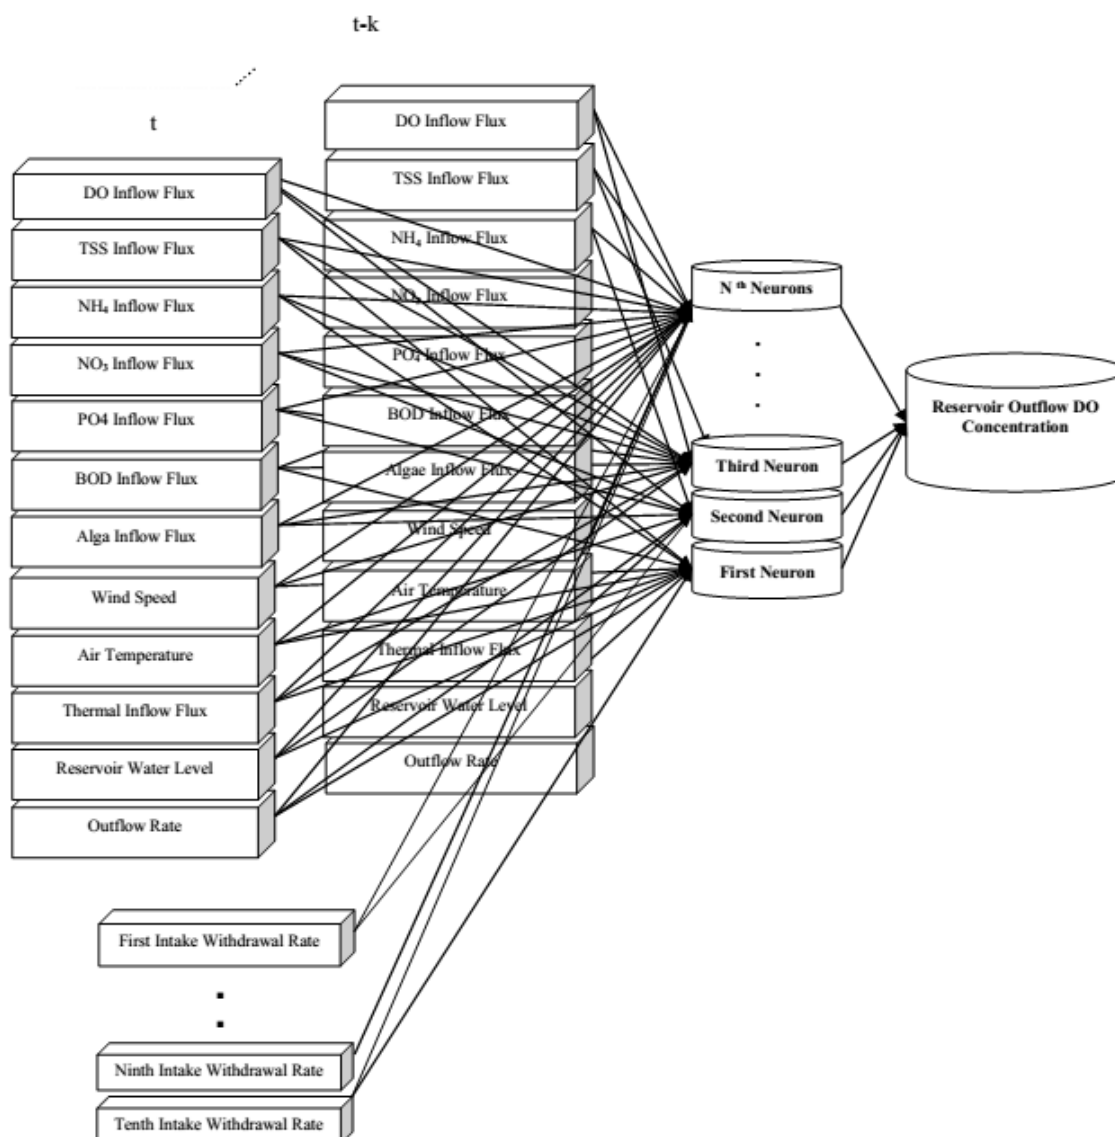 t-k
t
DO Inflow Flux
TSS Inflow Flux
NH₄ Inflow Flux
NO₃ Inflow Flux
PO4 Inflow Flux
BOD Inflow Flux
Alga Inflow Flux
Wind Speed
Air Temperature
Thermal Inflow Flux
Reservoir Water Level
Outflow Rate
DO Inflow Flux
TSS Inflow Flux
NH₄ Inflow Flux
NO₃ Inflow Flux
PO₄ Inflow Flux
BOD Inflow Flux
Algae Inflow Flux
Wind Speed
Air Temperature
Thermal Inflow Flux
Reservoir Water Level
Outflow Rate
First Intake Withdrawal Rate
Ninth Intake Withdrawal Rate
Tenth Intake Withdrawal Rate
N ᵗʰ Neurons
Third Neuron
Second Neuron
First Neuron
Reservoir Outflow DO
Concentration